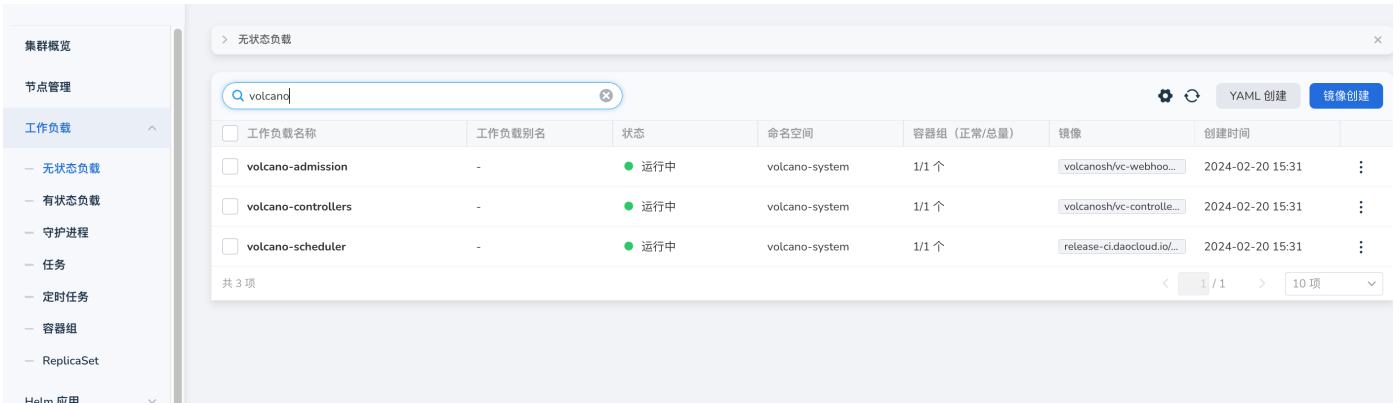 集群概览
节点管理
工作负载
无状态负载
有状态负载
守护进程
任务
定时任务
容器组
ReplicaSet
Helm 应用
无状态负载
volcano
YAML 创建 镜像创建
工作负载名称 工作负载别名 状态 命名空间 容器组（正常/总量） 镜像 创建时间
volcano-admission - 运行中 volcano-system 1/1 个 volcanosh/vc-webhoo... 2024-02-20 15:31
volcano-controllers - 运行中 volcano-system 1/1 个 volcanosh/vc-controlle... 2024-02-20 15:31
volcano-scheduler - 运行中 volcano-system 1/1 个 release-ci.daocloud.io/... 2024-02-20 15:31
共 3 项 1 / 1 10 项